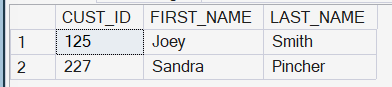 CUST_ID FIRST_NAME LAST_NAME
1 125 Joey Smith
2 227 Sandra Pincher